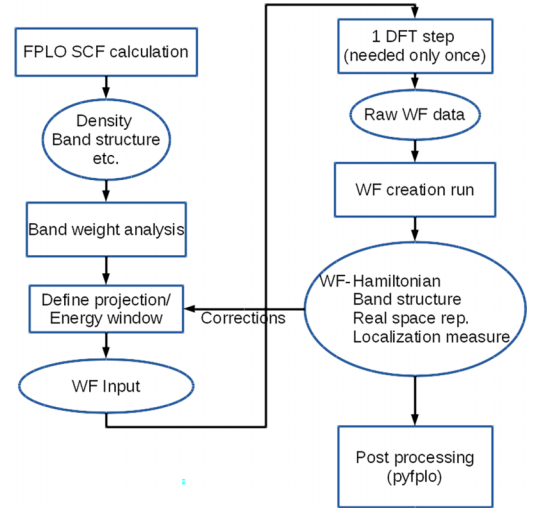 FPLO SCF calculation
Density
Band structure
etc.
Band weight analysis
Define projection/
Energy window
WF Input
1 DFT step
(needed only once)
Raw WF data
WF creation run
WF-Hamiltonian
Band structure
Real space rep.
Localization measure
Corrections
Post processing
(pyfplo)